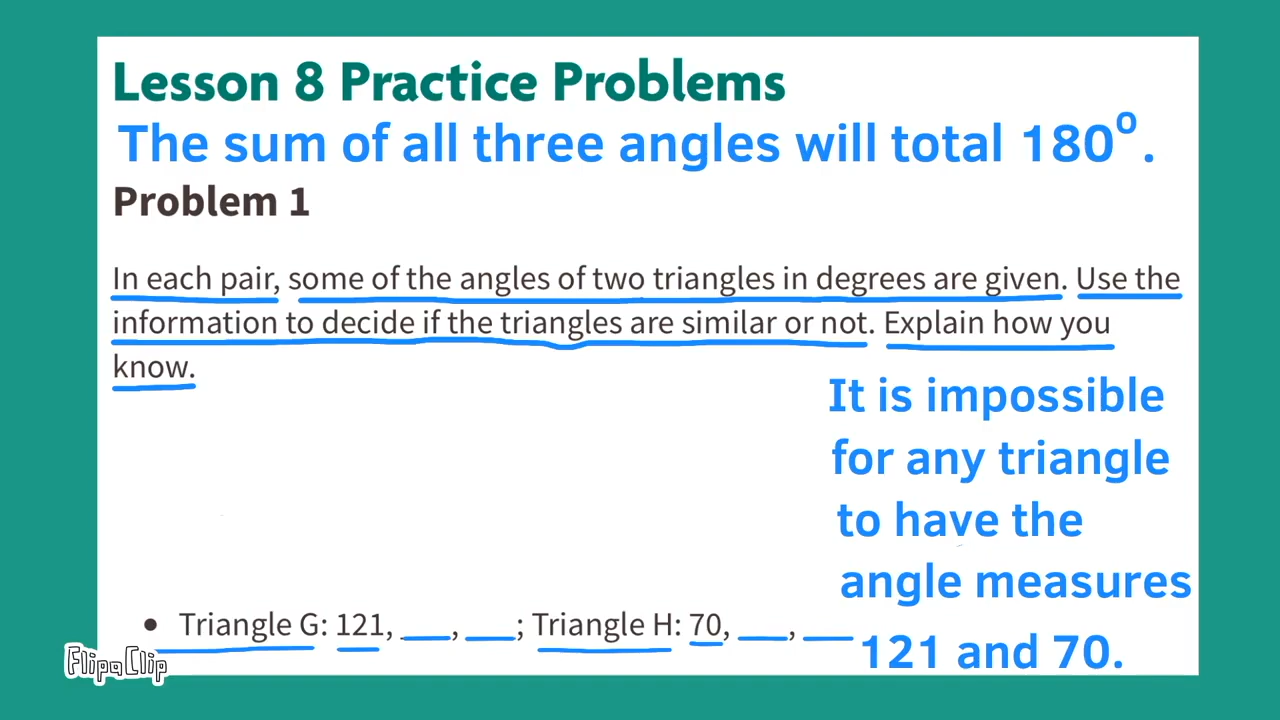 Lesson 8 Practice Problems
The sum of all three angles will total 180°.
Problem 1
In each pair, some of the angles of two triangles in degrees are given. Use the
information to decide if the triangles are similar or not. Explain how you
know.
It is impossible
for any triangle
to have the
angle measures
121 and 70.
• Triangle G: 121, ___, ___; Triangle H: 70, ___, ___
FlipaClip